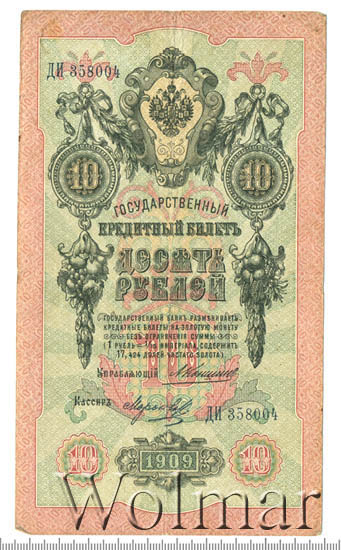 ДИ 358004
10 10
ГОСУДАРСТВЕННЫЙ
КРЕДИТНЫЙ БИЛЕТЪ
ДЕСЯТЬ
РУБЛЕЙ
ГОСУДАРСТВЕННЫЙ БАНКЪ РАЗМѢНИВАЕТЪ
КРЕДИТНЫЕ БИЛЕТЫ НА ЗОЛОТУЮ МОНЕТУ
БЕЗЪ ОГРАНИЧЕНІЯ СУММЫ
(1 РУБЛЬ = 1/15 ИМПЕРІАЛА, СОДЕРЖИТЪ
17,424 ДОЛЕЙ ЧИСТАГО ЗОЛОТА)
10
УПРАВЛЯЮЩІЙ
КАССИРЪ
ДИ 358004
10 1909 10
Wolmar